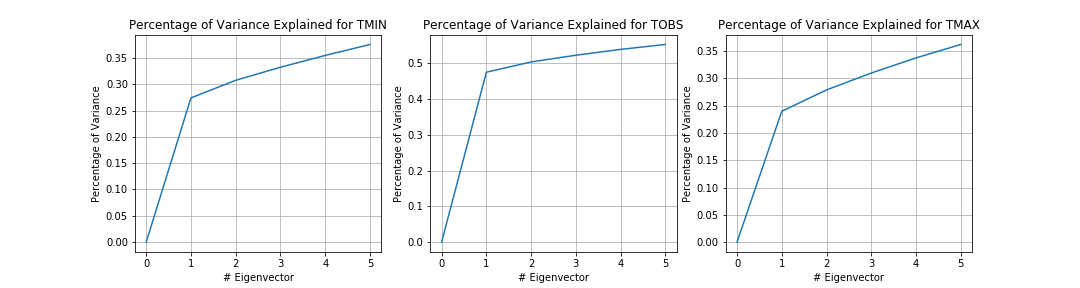 Percentage of Variance Explained for TMIN
Percentage of Variance
0.35
0.30
0.25
0.20
0.15
0.10
0.05
0.00
0 1 2 3 4 5
# Eigenvector
Percentage of Variance Explained for TOBS
Percentage of Variance
0.5
0.4
0.3
0.2
0.1
0.0
0 1 2 3 4 5
# Eigenvector
Percentage of Variance Explained for TMAX
Percentage of Variance
0.35
0.30
0.25
0.20
0.15
0.10
0.05
0.00
0 1 2 3 4 5
# Eigenvector